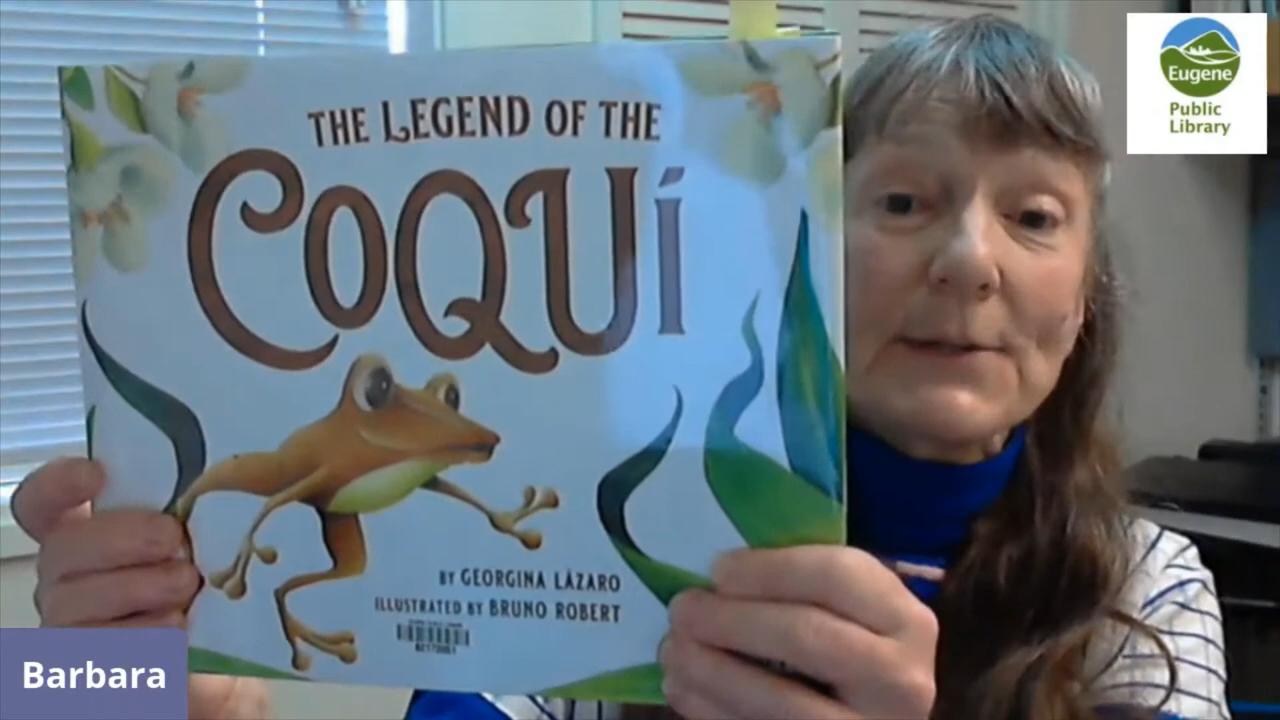 THE LEGEND OF THE
COQUÍ
BY GEORGINA LÁZARO
ILLUSTRATED BY BRUNO ROBERT
Eugene
Public
Library
Barbara